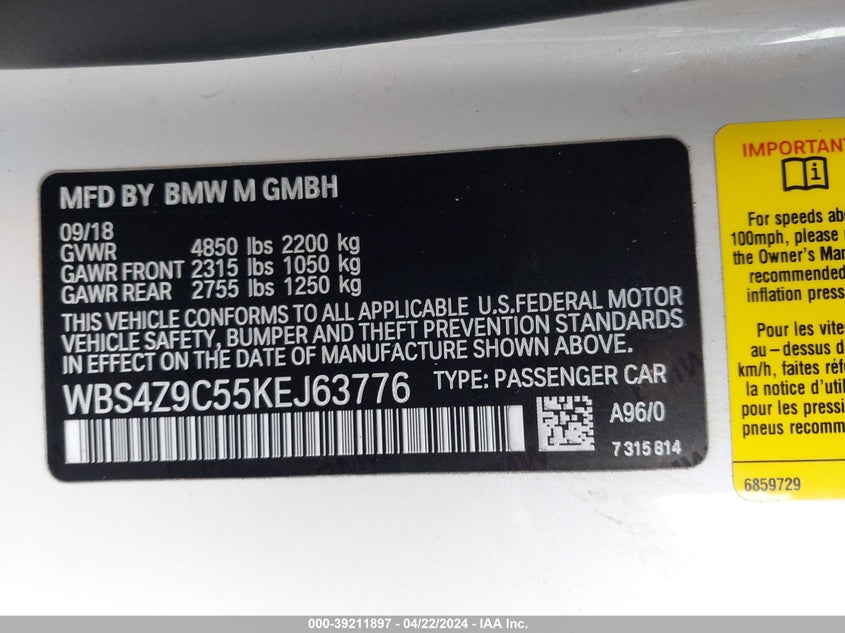 MFD BY BMW M GMBH
09/18
GVWR 4850 lbs 2200 kg
GAWR FRONT 2315 lbs 1050 kg
GAWR REAR 2755 lbs 1250 kg
THIS VEHICLE CONFORMS TO ALL APPLICABLE U.S.FEDERAL MOTOR
VEHICLE SAFETY, BUMPER AND THEFT PREVENTION STANDARDS
IN EFFECT ON THE DATE OF MANUFACTURE SHOWN ABOVE.
WBS4Z9C55KEJ63776 TYPE: PASSENGER CAR
A96/0
7 315 814
IMPORTANT
For speeds
100mph, please
the Owner's
recommended
inflation
Pour les
au-dessus
km/h, faites
la notice d'util
pour les
pneus
6859729
000-39211897 - 04/22/2024 - IAA Inc.